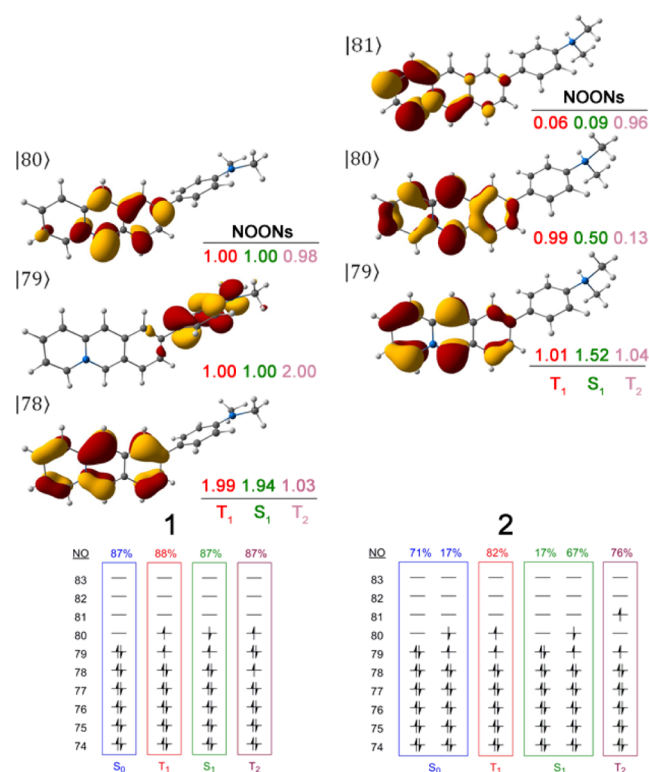 |81⟩
NOONs
0.06 0.09 0.96
|80⟩
NOONs
1.00 1.00 0.98
|80⟩
0.99 0.50 0.13
|79⟩
1.00 1.00 2.00
|79⟩
1.01 1.52 1.04
T1 S1 T2
|78⟩
1.99 1.94 1.03
T1 S1 T2
1
2
NO 87% 88% 87% 87%
83
82
81
80
79
78
77
76
75
74
S0 T1 S1 T2
NO 71% 17% 82% 17% 67% 76%
83
82
81
80
79
78
77
76
75
74
S0 T1 S1 T2